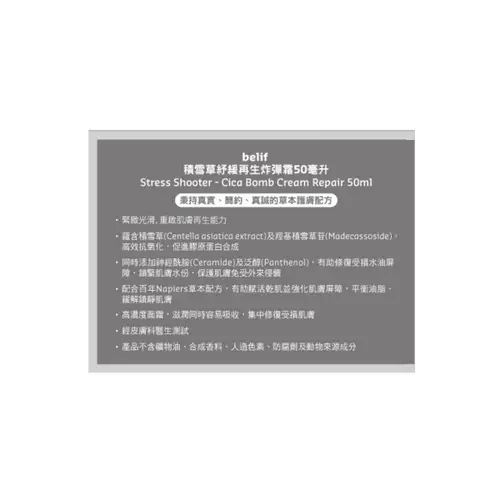 belif
積雪草紓緩再生炸彈霜50毫升
Stress Shooter - Cica Bomb Cream Repair 50ml
秉持真實、簡約、真誠的草本護膚配方
• 緊緻光滑, 重啟肌膚再生能力
• 蘊含積雪草(Centella asiatica extract)及羥基積雪草苷(Madecassoside)，
高效抗氧化，促進膠原蛋白合成
• 同時添加神經酰胺(Ceramide)及泛醇(Panthenol)，有助修復受損水油屏
障，鎖緊肌膚水份，保護肌膚免受外來侵襲
• 配合百年Napiers草本配方，有助賦活乾肌並強化肌膚屏障，平衡油脂、
緩解鎮靜肌膚
• 高濃度面霜，滋潤同時容易吸收，集中修復受損肌膚
• 經皮膚科醫生測試
• 產品不含礦物油、合成香料、人造色素、防腐劑及動物來源成分